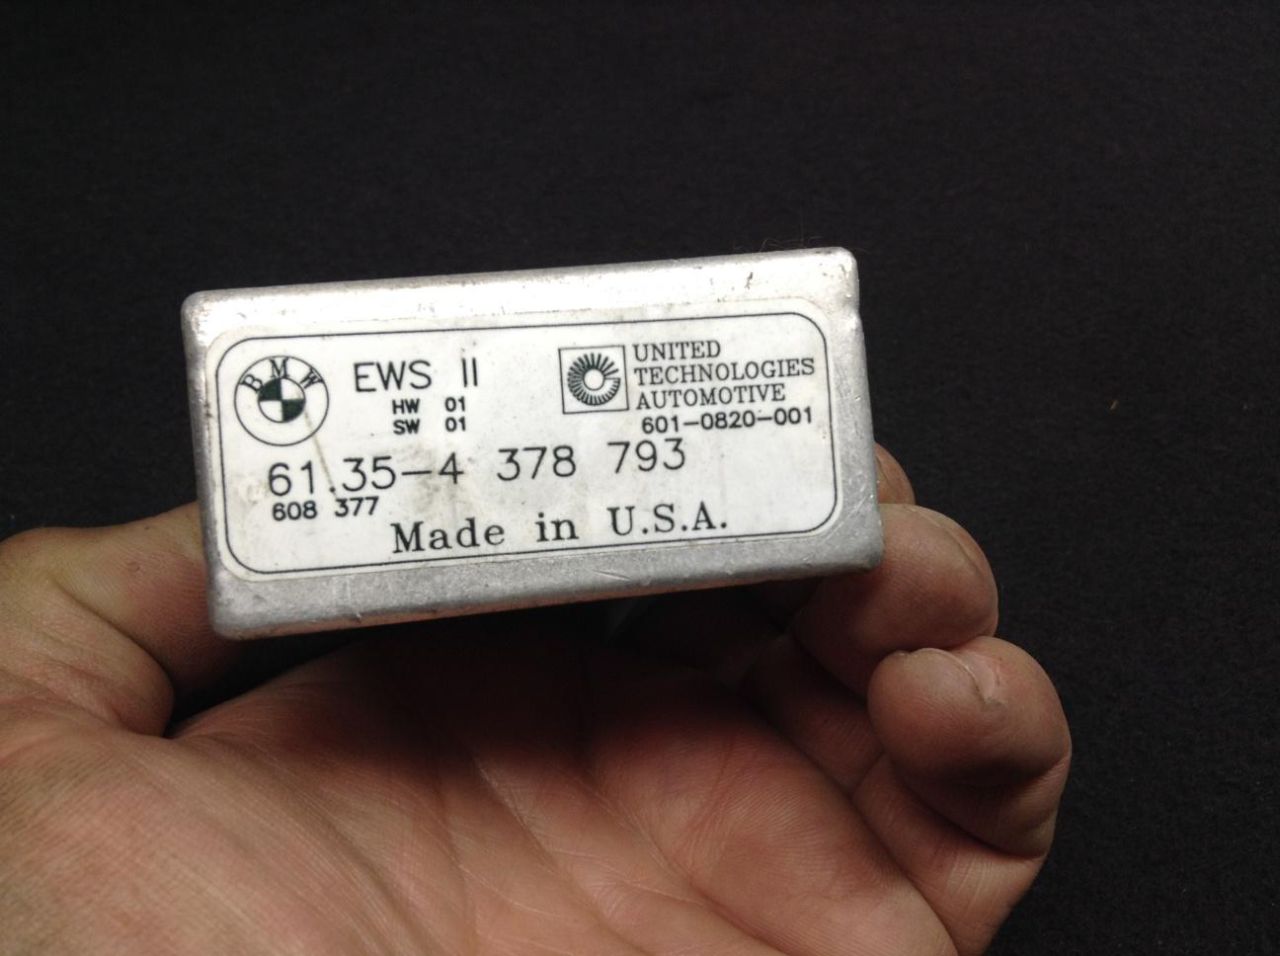 BMW
EWS II
HW 01
SW 01
UNITED
TECHNOLOGIES
AUTOMOTIVE
601-0820-001
61.35-4 378 793
608 377
Made in U.S.A.